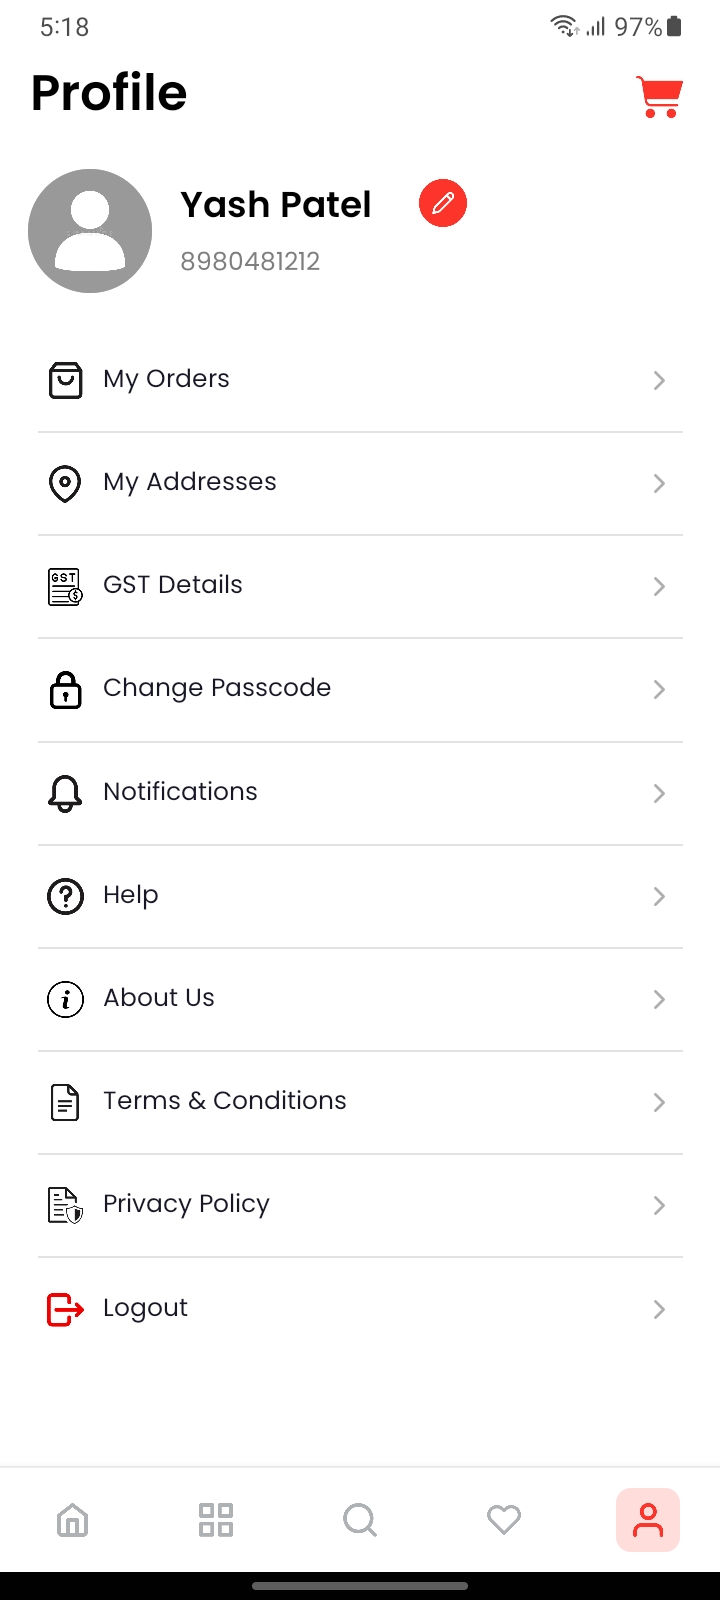 5:18
97%
Profile
Yash Patel
8980481212
My Orders
My Addresses
GST
GST Details
Change Passcode
Notifications
Help
About Us
Terms & Conditions
Privacy Policy
Logout